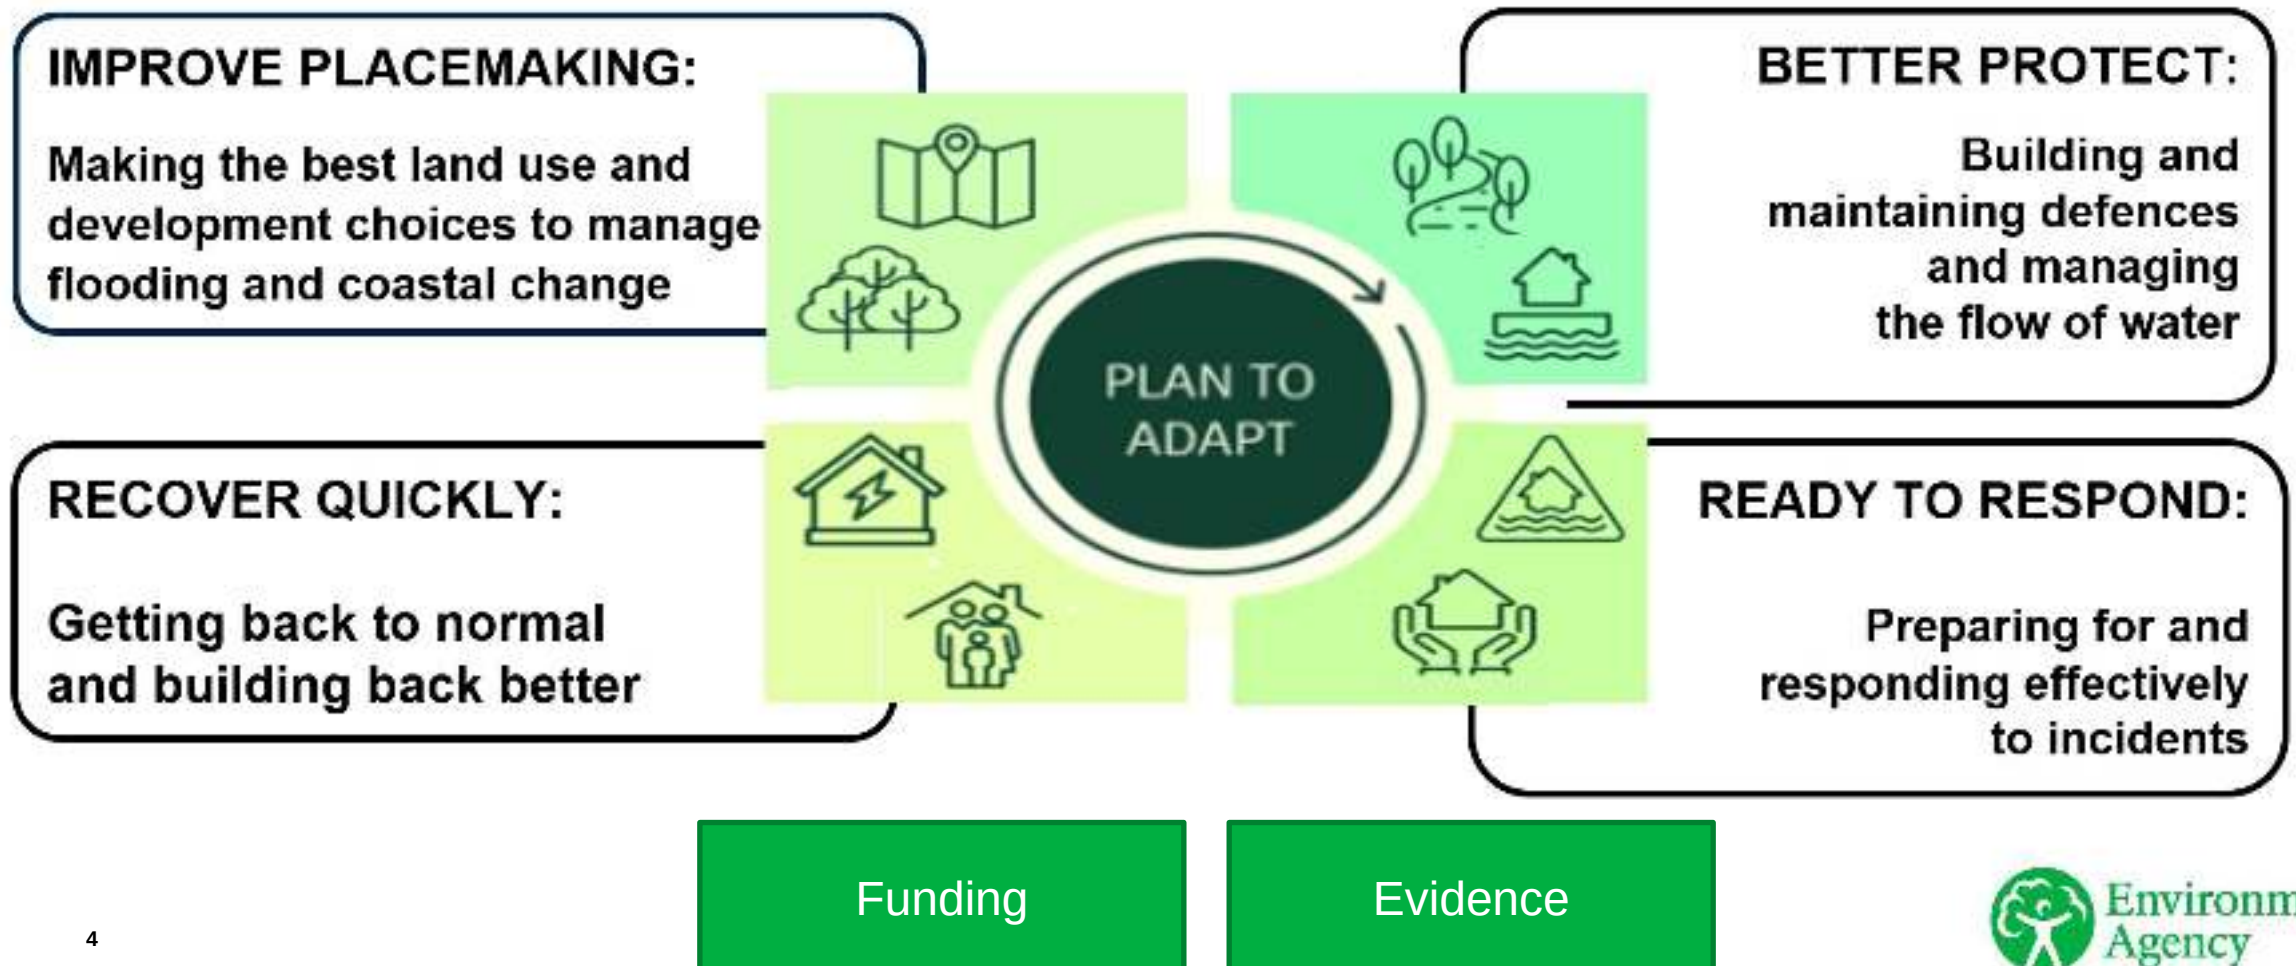 IMPROVE PLACEMAKING:
Making the best land use and
development choices to manage
flooding and coastal change
BETTER PROTECT:
Building and
maintaining defences
and managing
the flow of water
PLAN TO
ADAPT
RECOVER QUICKLY:
Getting back to normal
and building back better
READY TO RESPOND:
Preparing for and
responding effectively
to incidents
Funding
Evidence
4
Environm
Agency